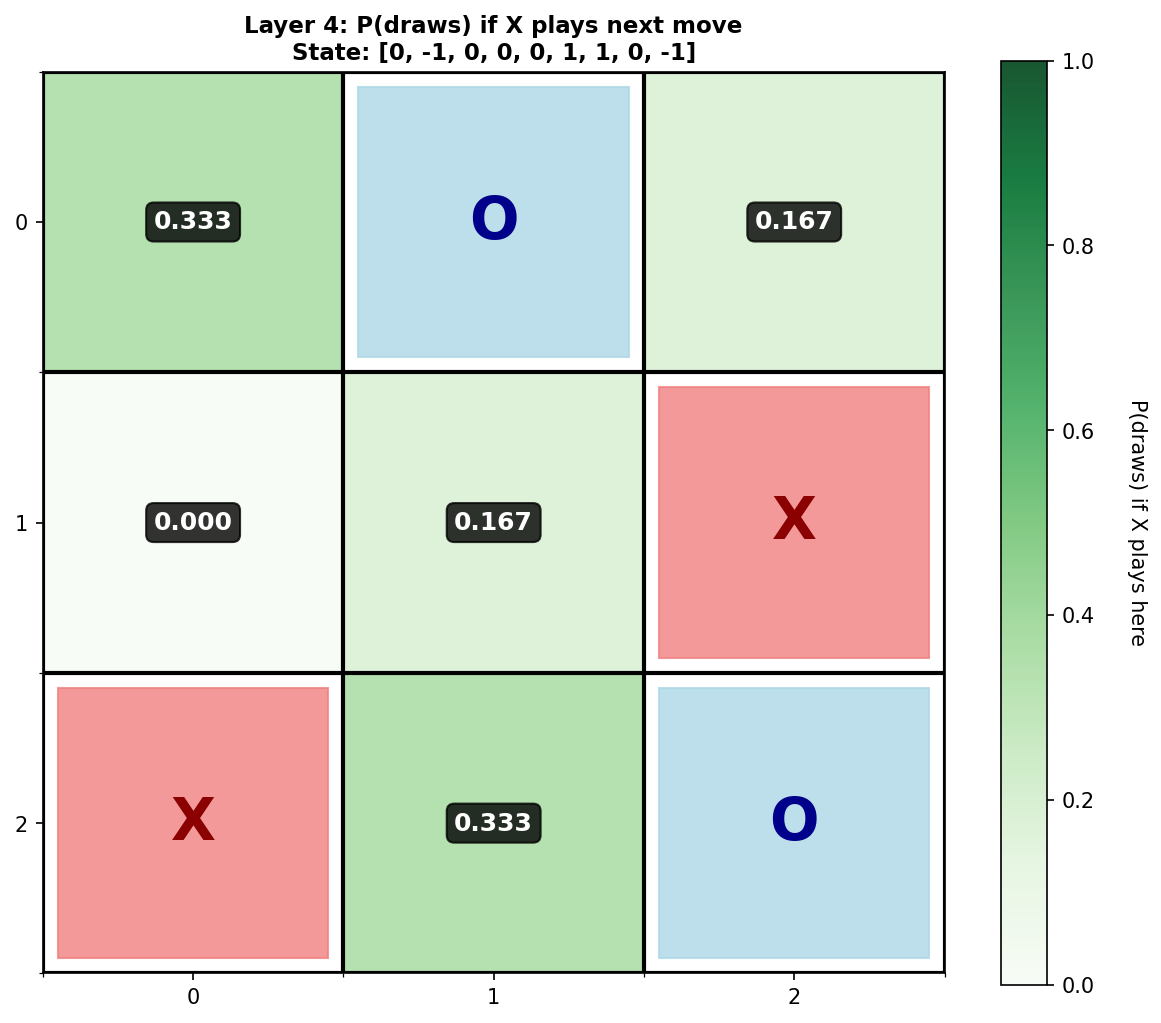 Layer 4: P(draws) if X plays next move
State: [0, -1, 0, 0, 0, 1, 1, 0, -1]
0.333
O
0.167
0.000
0.167
X
X
0.333
O
0
1
2
0
1
2
1.0
0.8
0.6
0.4
0.2
0.0
P(draws) if X plays here